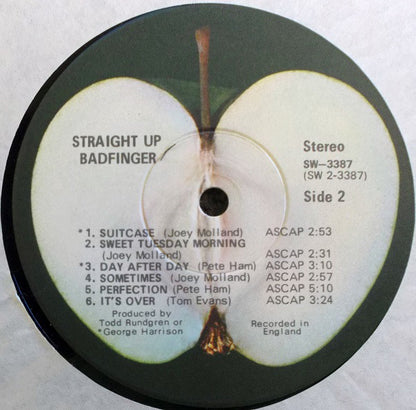 STRAIGHT UP
BADFINGER
Stereo
SW-3387
(SW 2-3387)
Side 2
*1. SUITCASE (Joey Molland) ASCAP 2:53
2. SWEET TUESDAY MORNING
(Joey Molland) ASCAP 2:31
*3. DAY AFTER DAY (Pete Ham) ASCAP 3:10
4. SOMETIMES (Joey Molland) ASCAP 2:57
5. PERFECTION (Pete Ham) ASCAP 5:10
6. IT'S OVER (Tom Evans) ASCAP 3:24
Produced by
Todd Rundgren or
*George Harrison
Recorded in
England